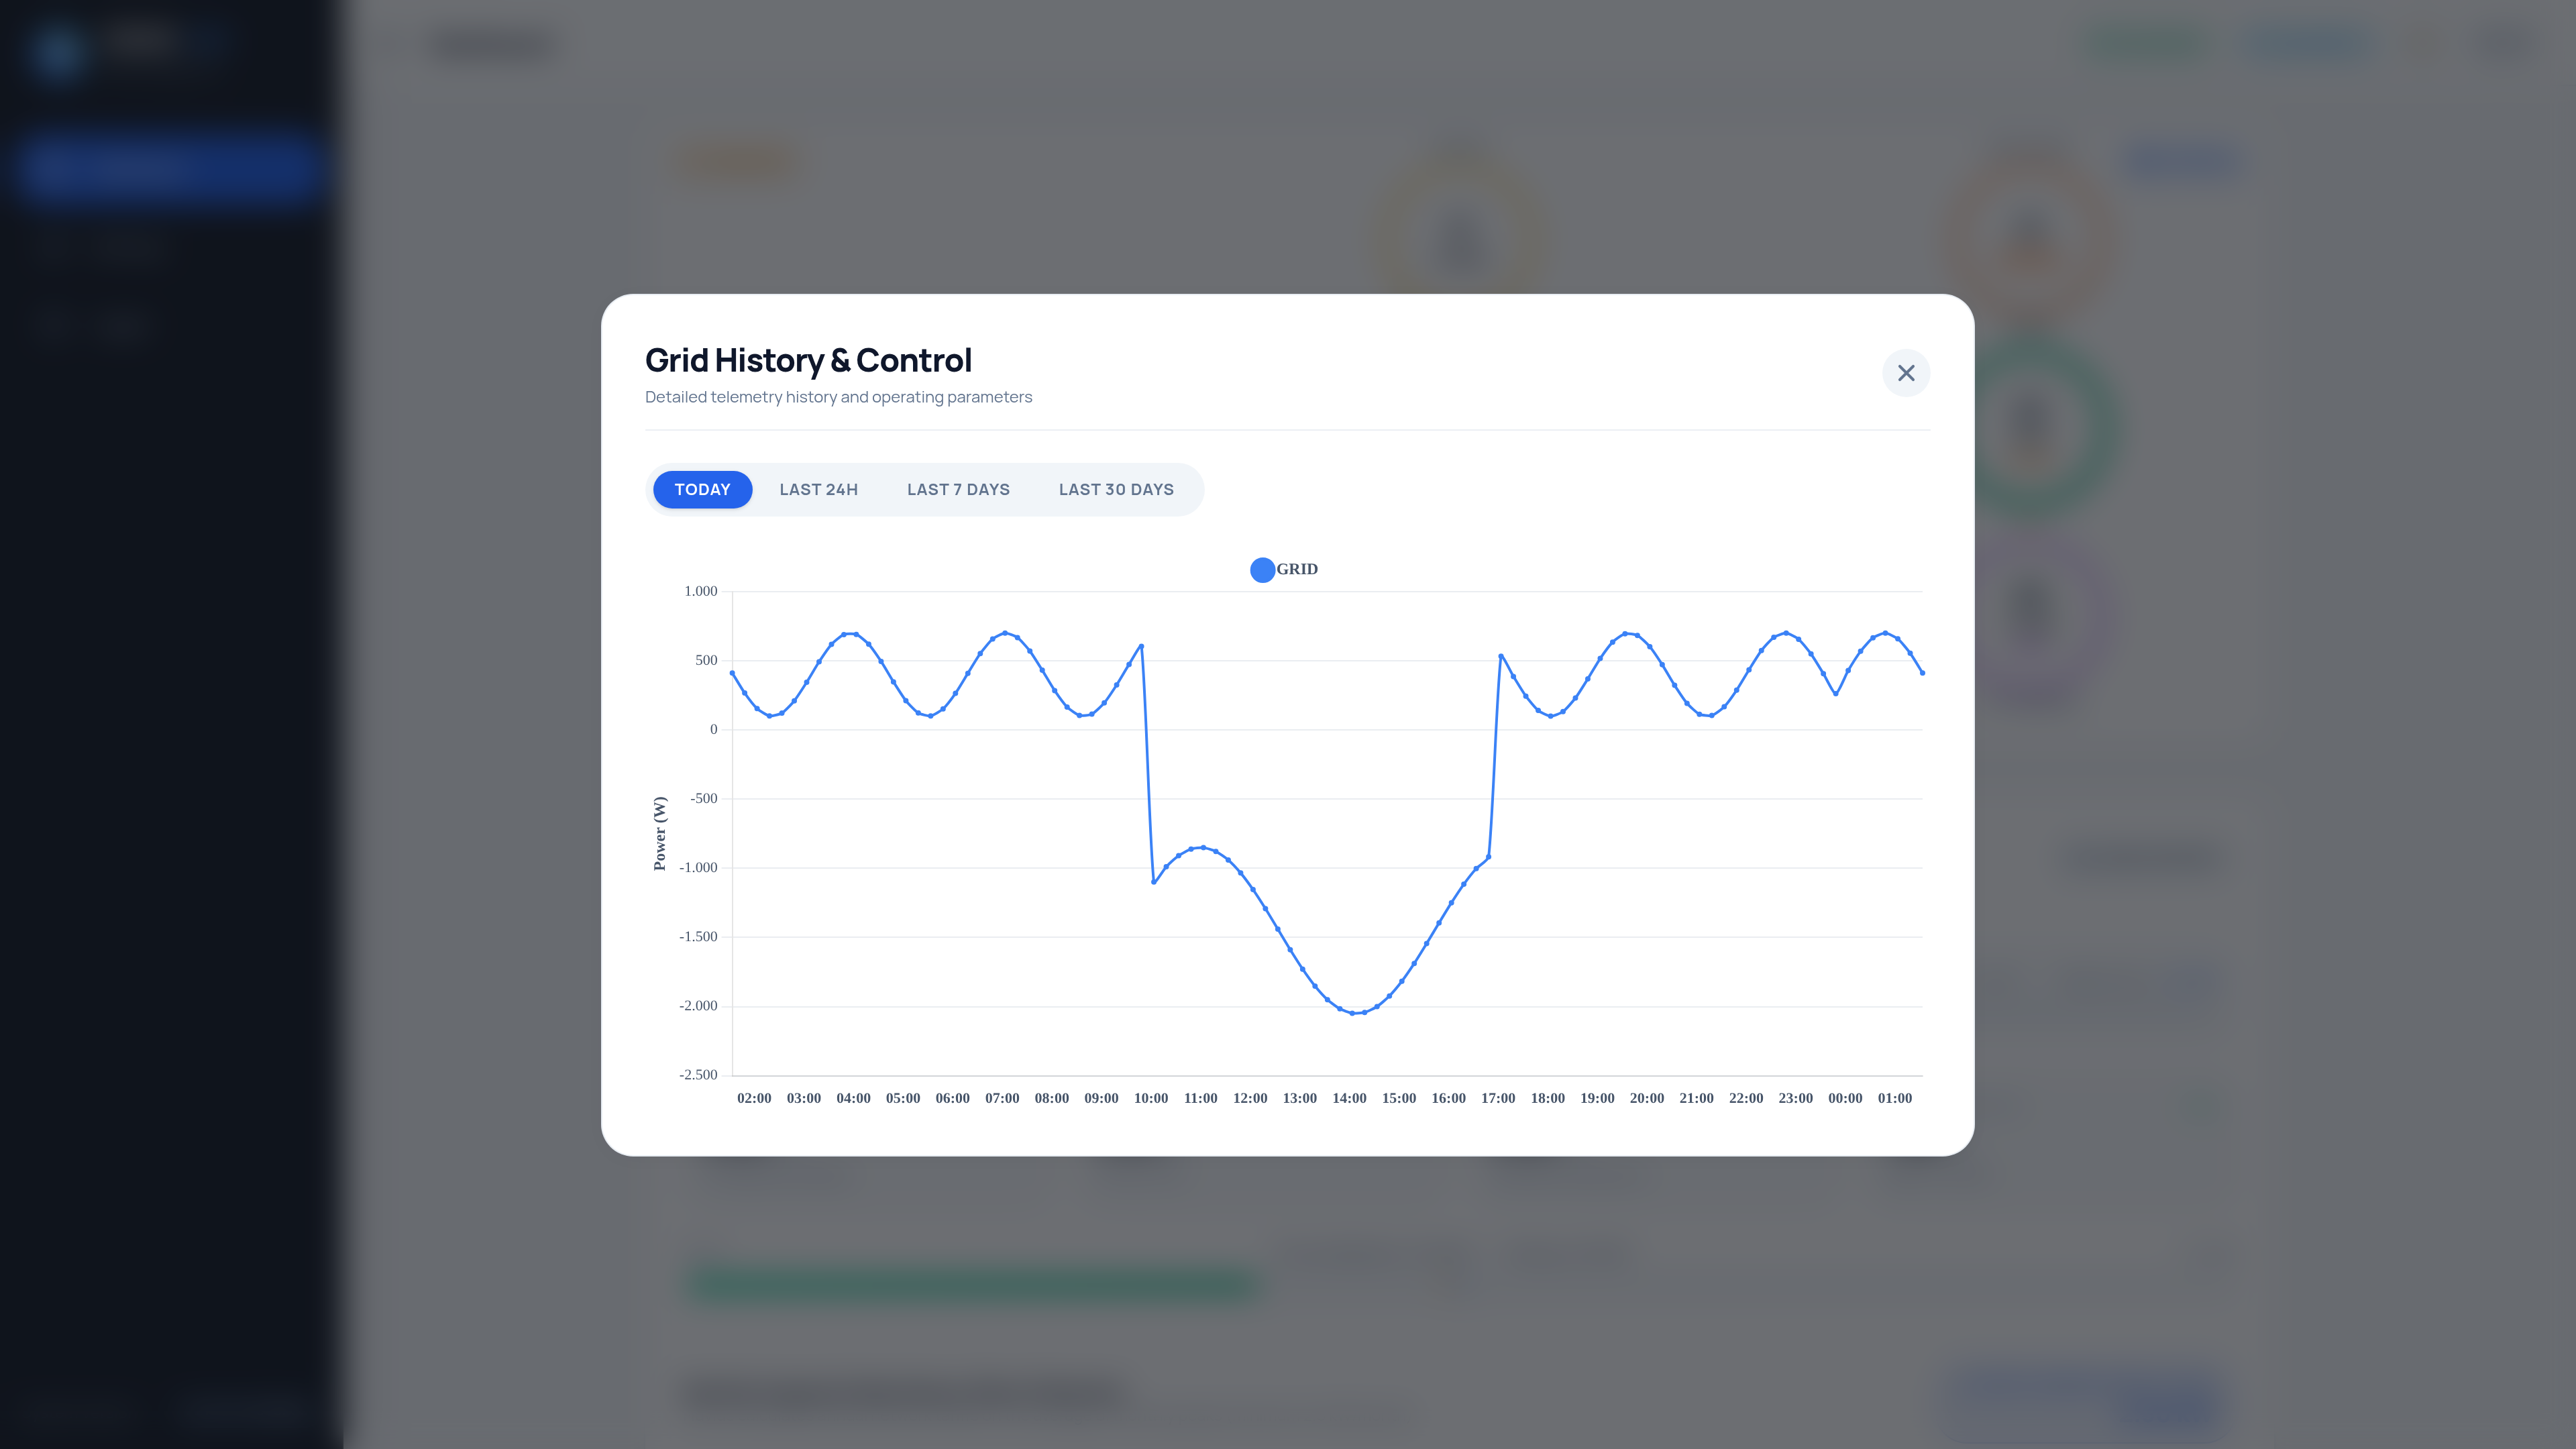 Grid History & Control
Detailed telemetry history and operating parameters
TODAY LAST 24H LAST 7 DAYS LAST 30 DAYS
GRID
1.000
500
0
-500
-1.000
-1.500
-2.000
-2.500
Power (W)
02:00 03:00 04:00 05:00 06:00 07:00 08:00 09:00 10:00 11:00 12:00 13:00 14:00 15:00 16:00 17:00 18:00 19:00 20:00 21:00 22:00 23:00 00:00 01:00